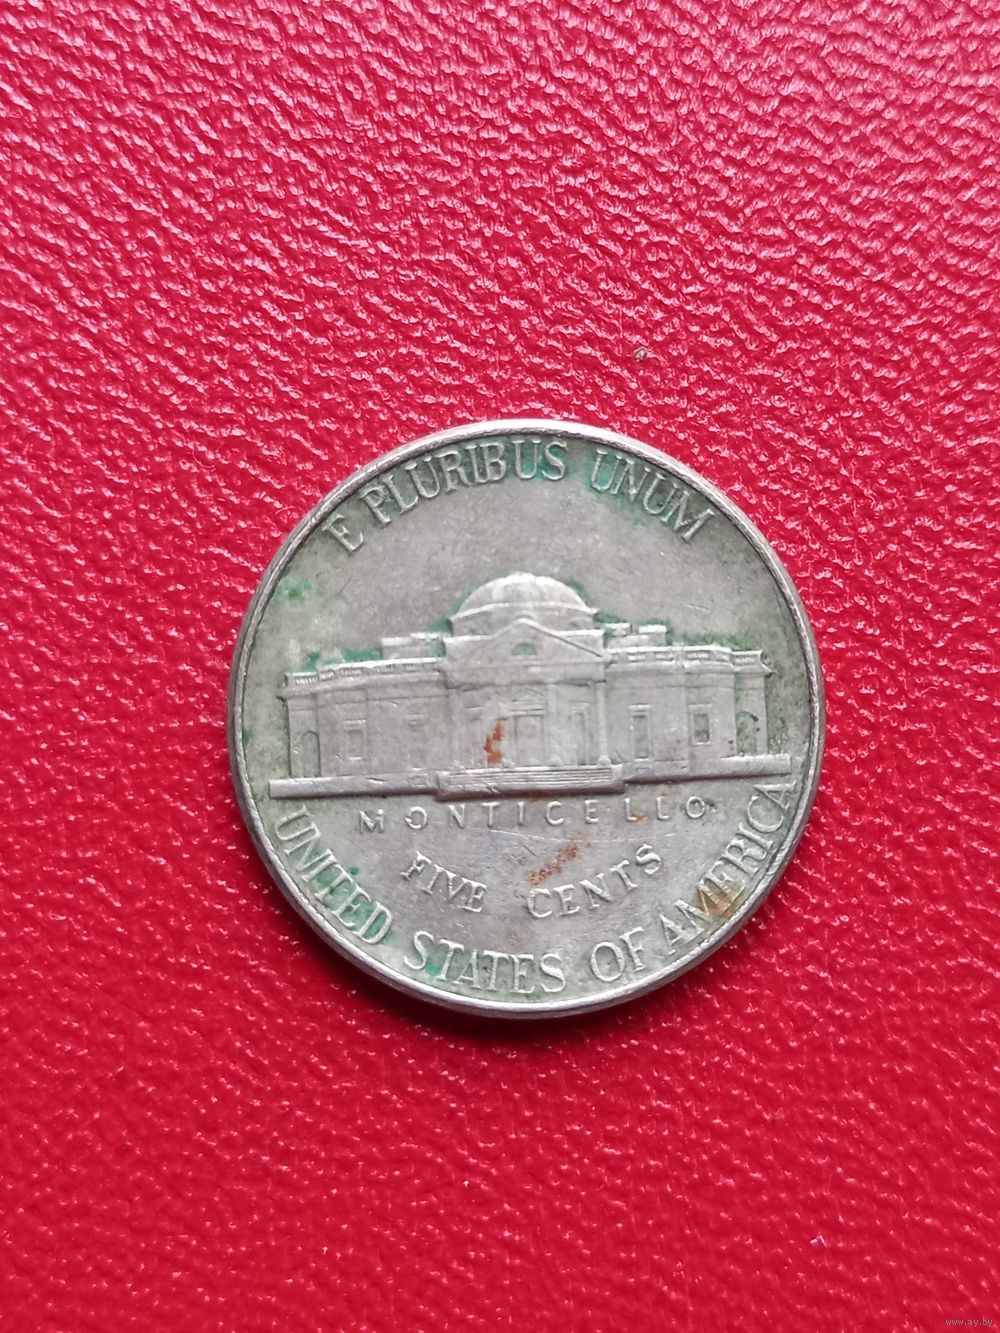 E PLURIBUS UNUM
MONTICELLO
FIVE CENTS
UNITED STATES OF AMERICA
www.ay.by